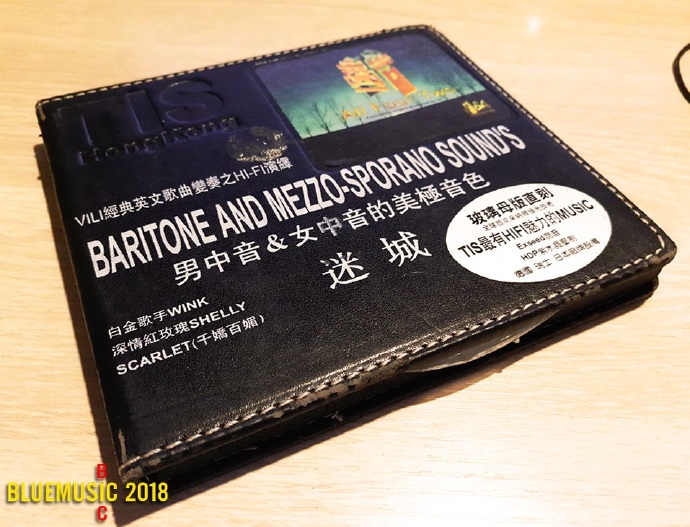 TIS
HongKong
VILI經典英文歌曲變奏之HI-FI演繹
BARITONE AND MEZZO-SPORANO SOUND'S
男中音&女中音的美極音色
迷城
白金歌手WINK
深情紅玫瑰SHELLY
SCARLET(千嬌百媚)
玻璃母版直刻
TIS最有HIFI魅力的MUSIC
BLUEMUSIC 2018
B
C